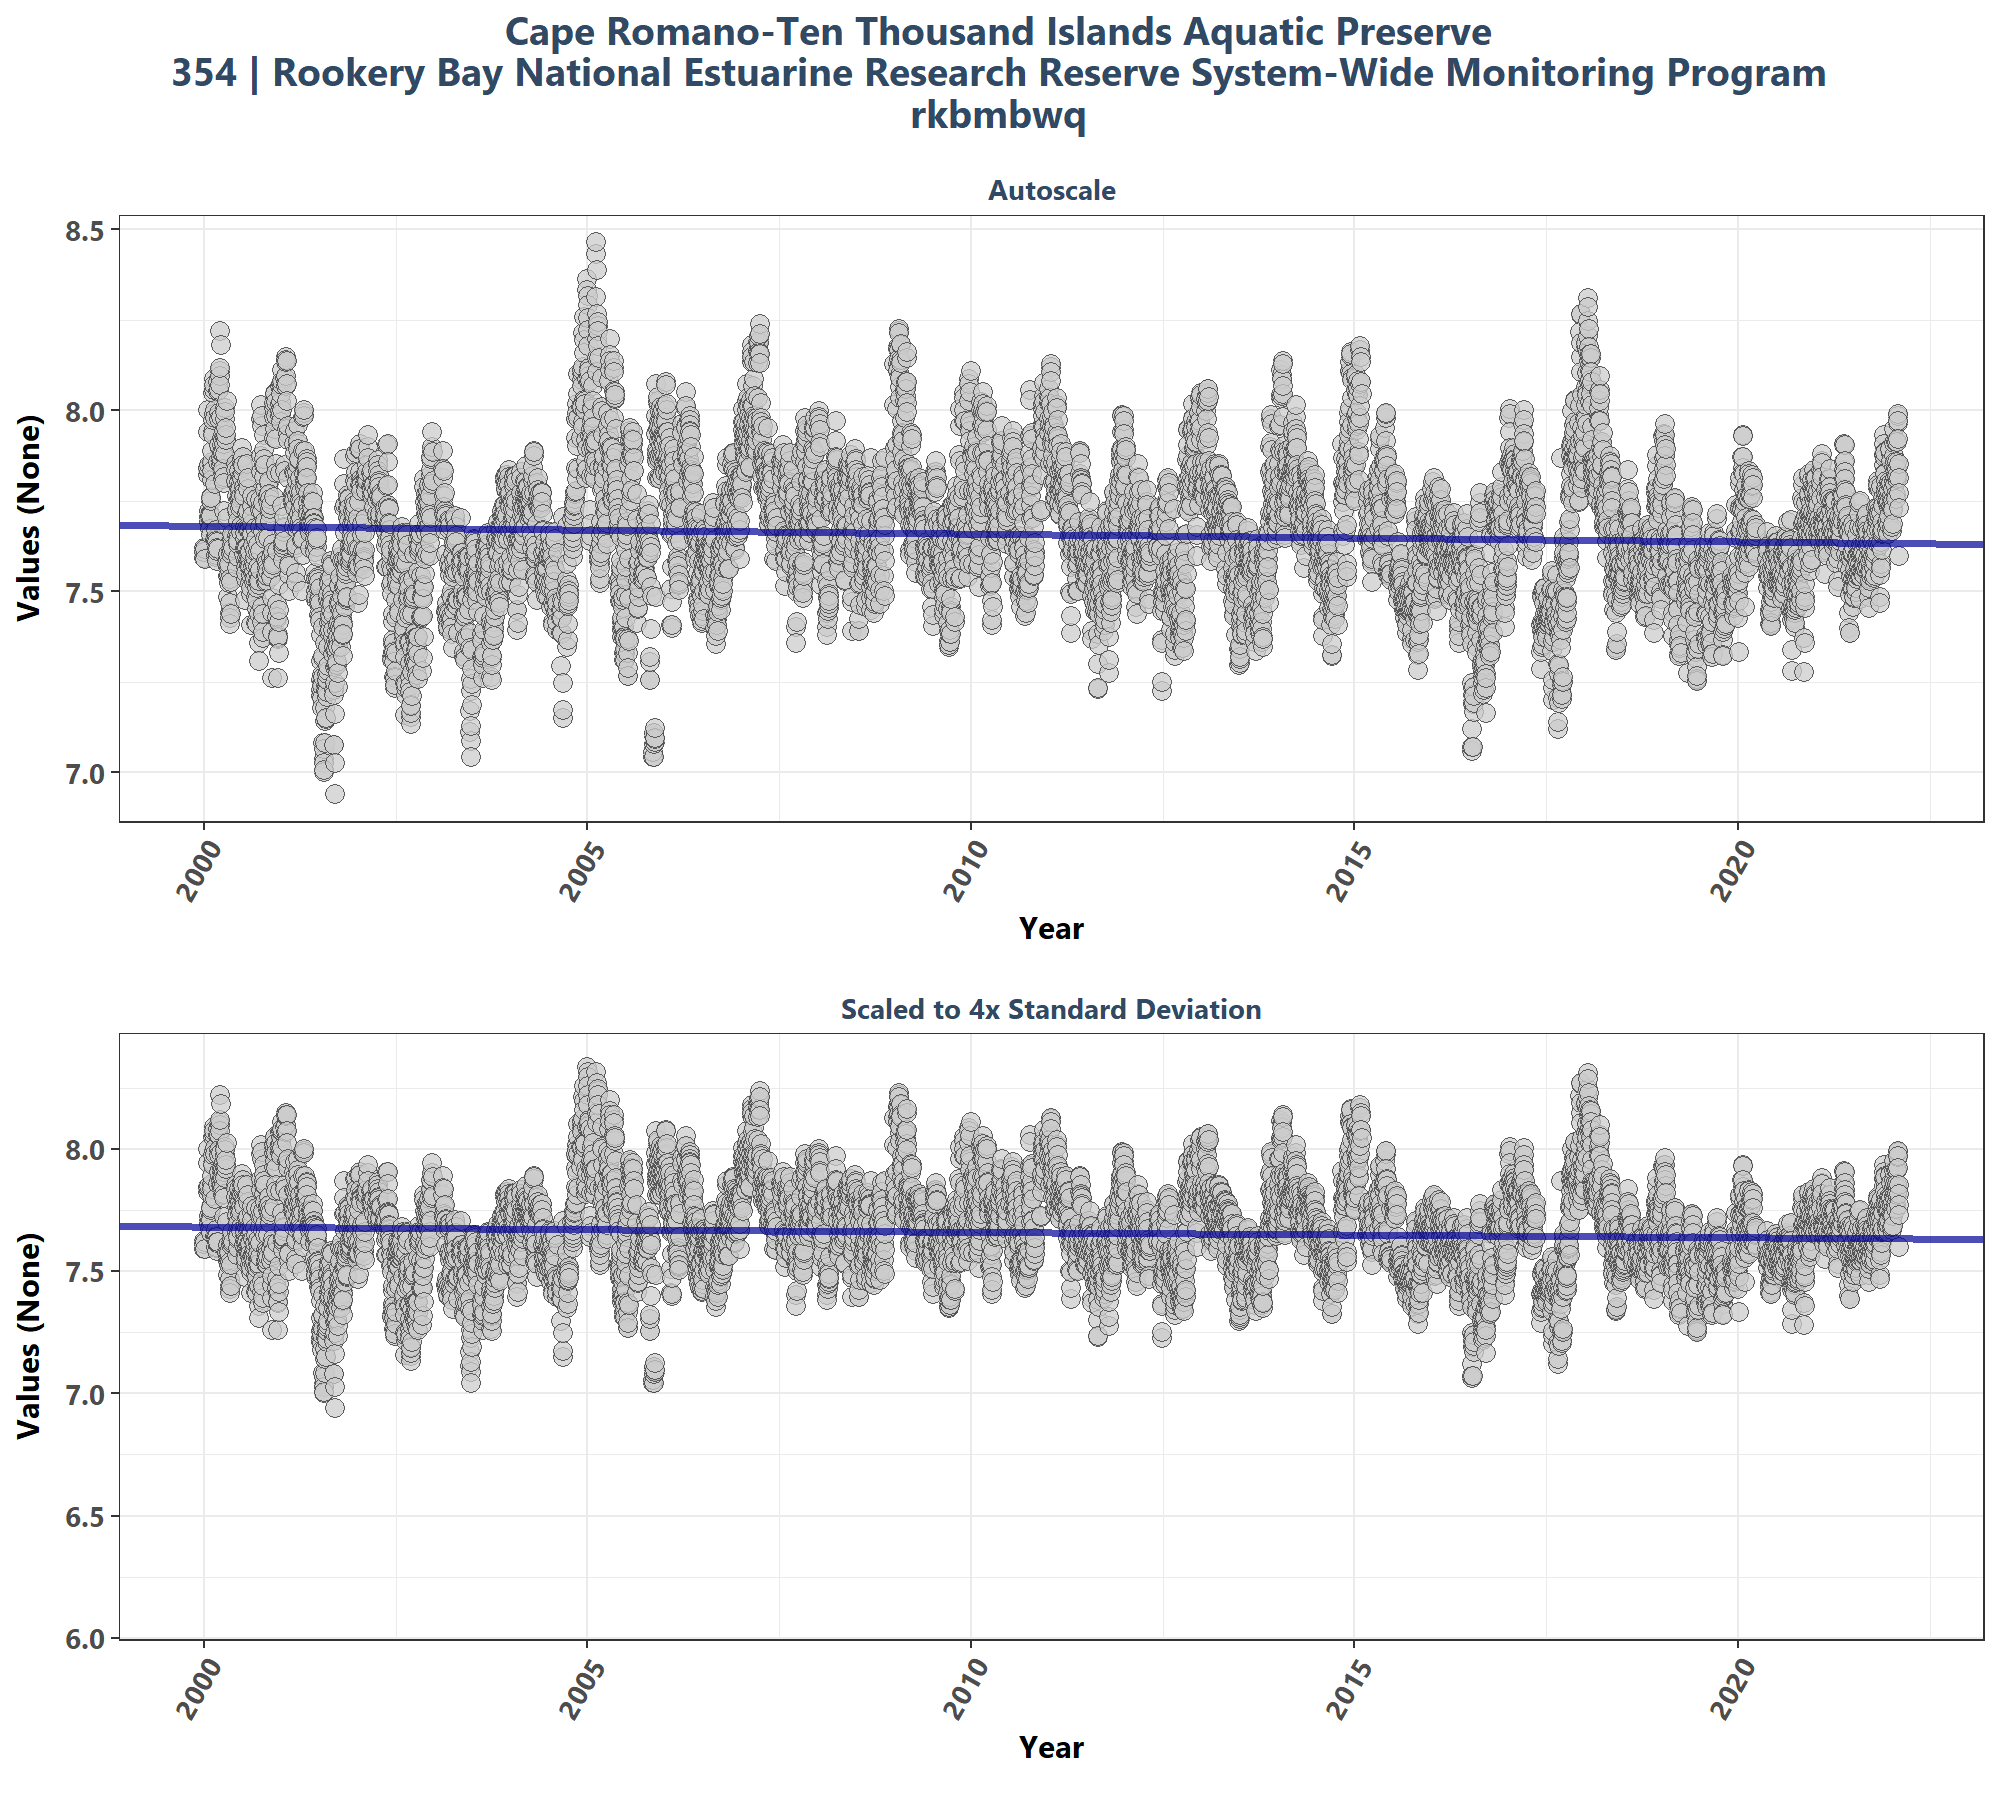 Cape Romano-Ten Thousand Islands Aquatic Preserve
354 | Rookery Bay National Estuarine Research Reserve System-Wide Monitoring Program
rkbmbwq
Autoscale
Values (None)
8.5
8.0
7.5
7.0
2000
2005
2010
2015
2020
Year
Scaled to 4x Standard Deviation
Values (None)
8.0
7.5
7.0
6.5
6.0
2000
2005
2010
2015
2020
Year